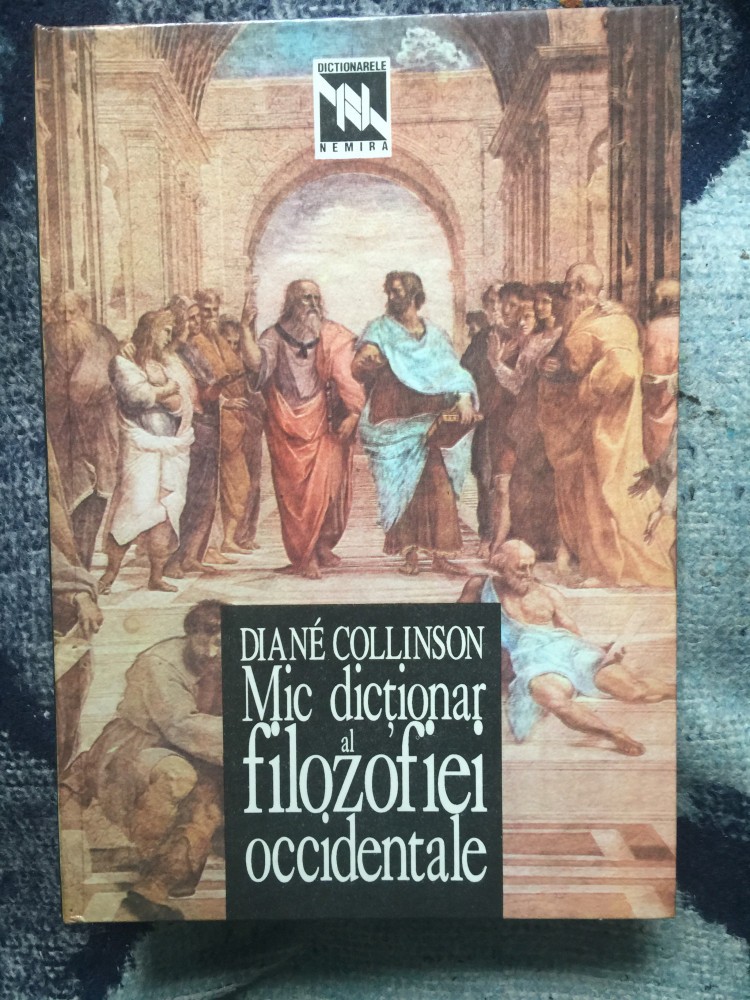 DICTIONARELE
NEMIRA
DIANÉ COLLINSON
Mic dicționar
al
filozofiei
occidentale